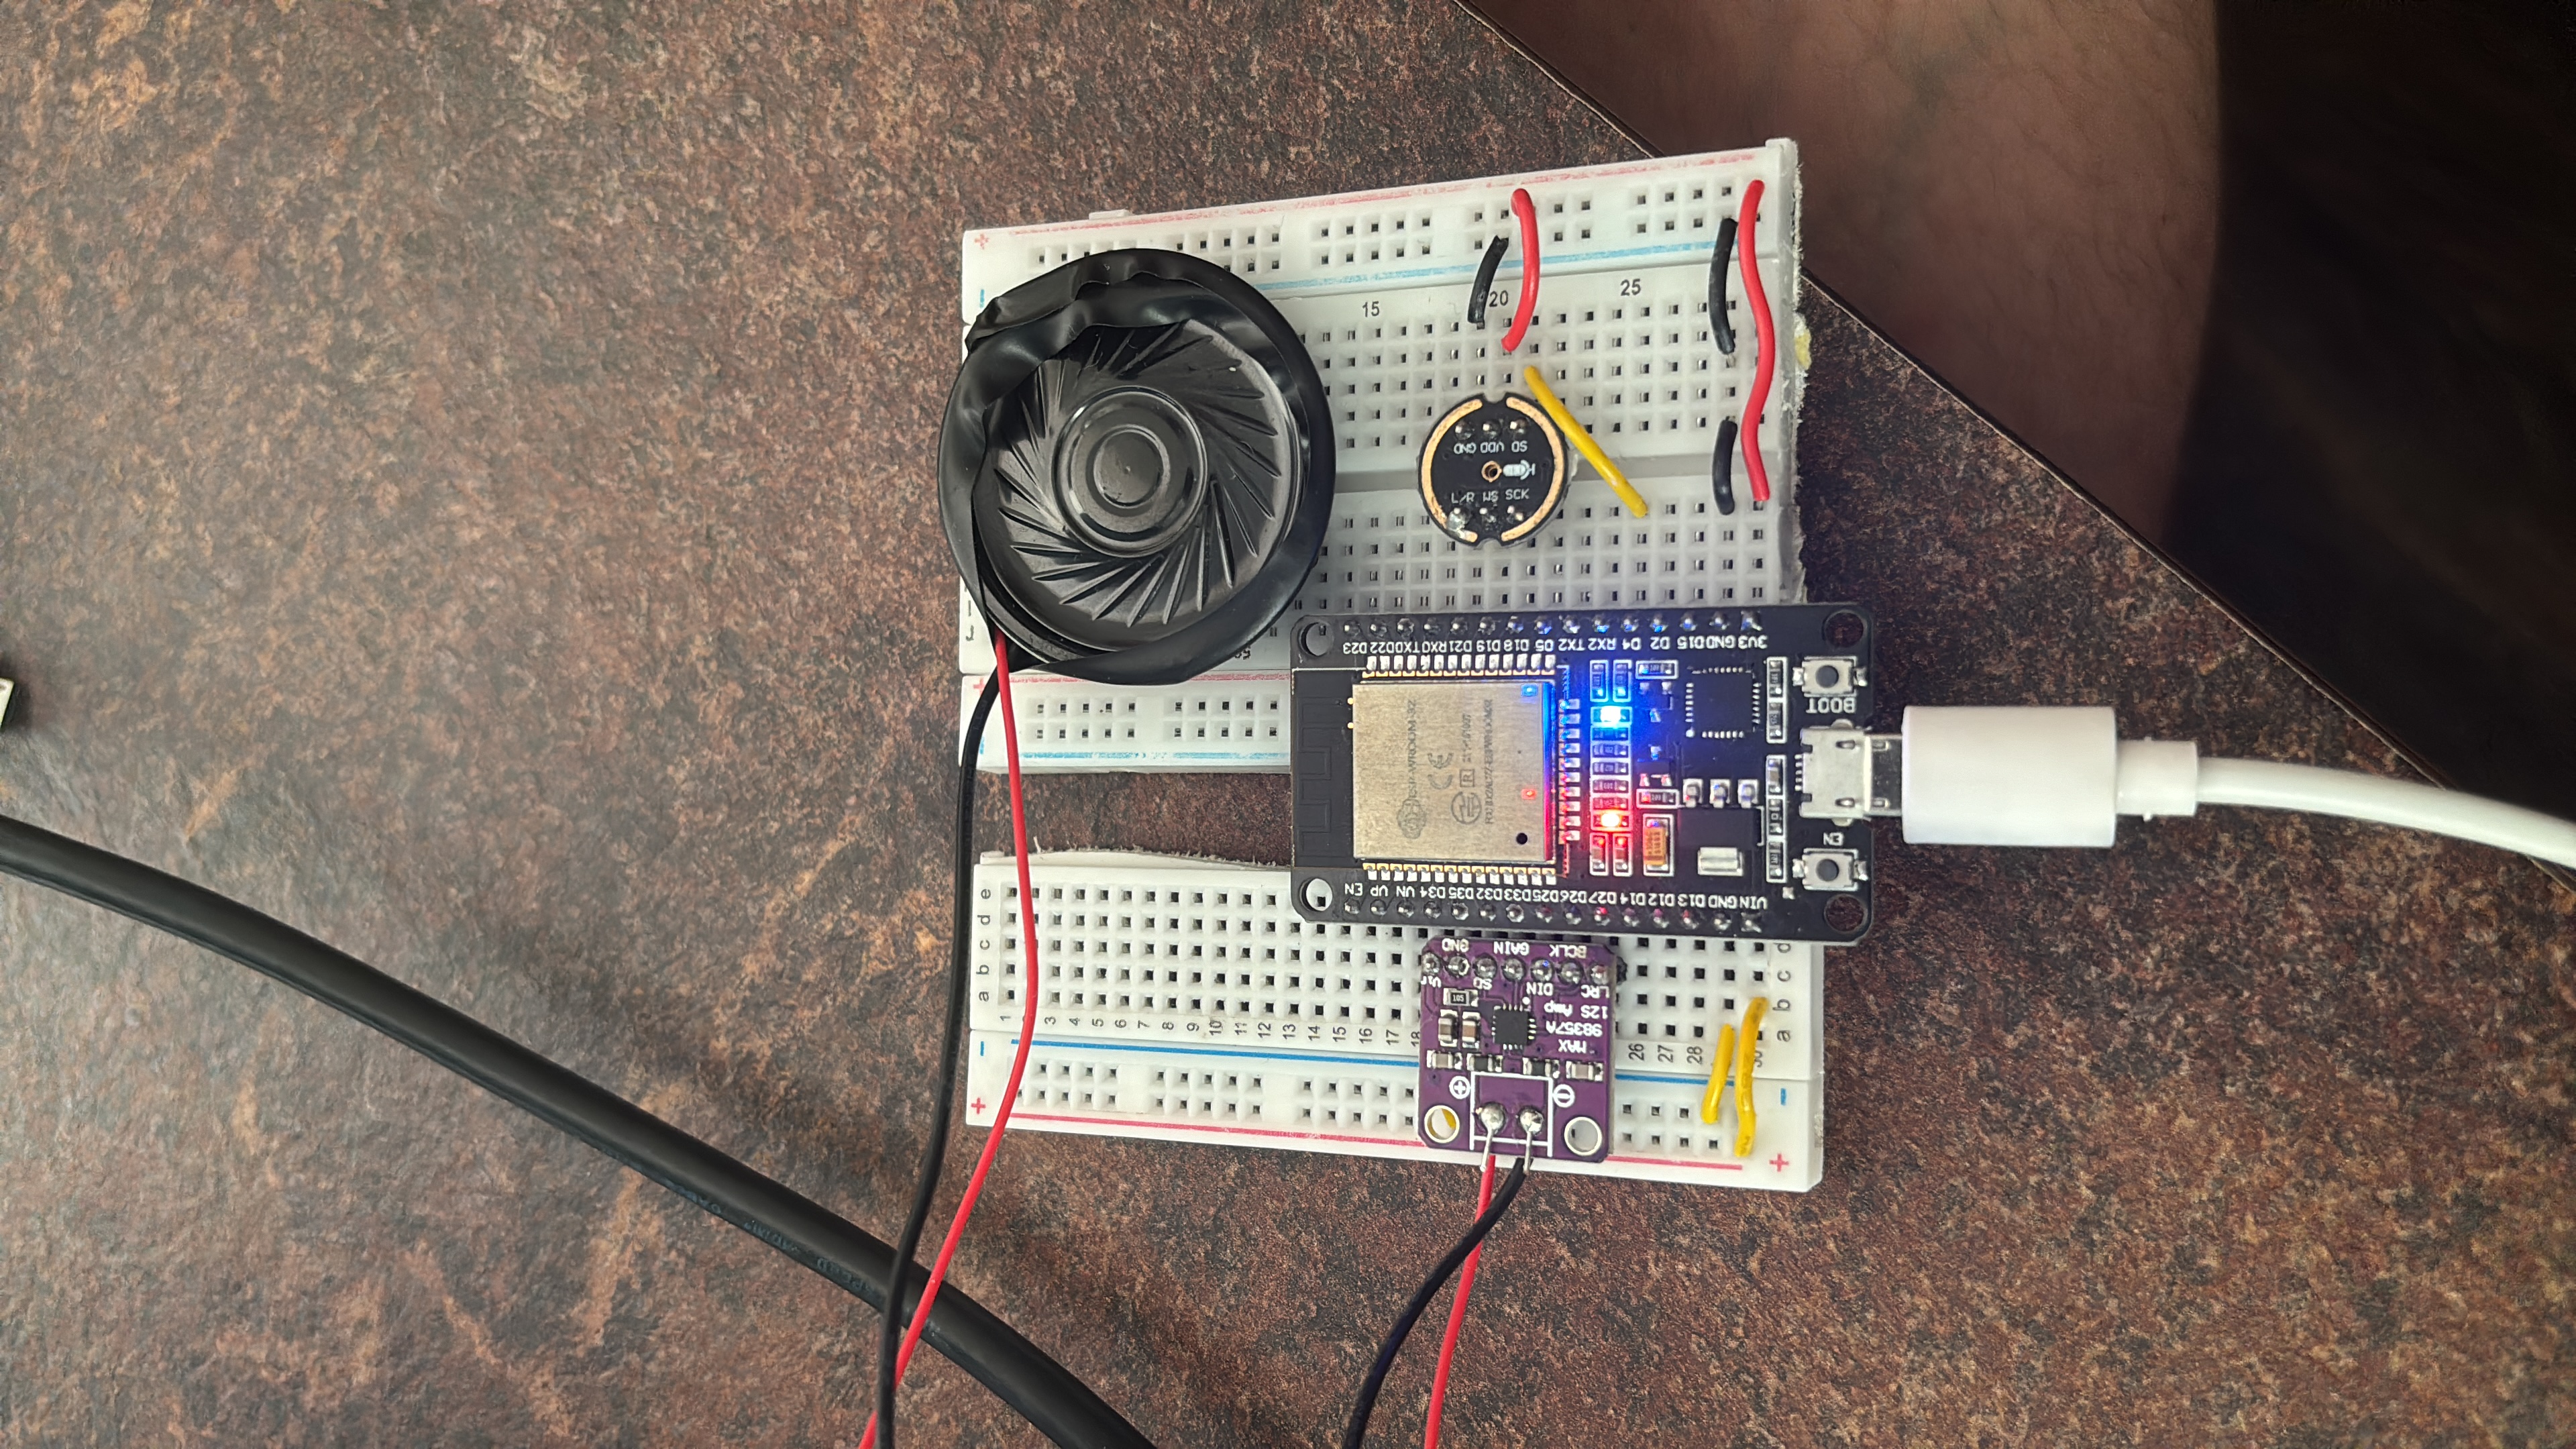 +
-
a b c d e
1
3
4
5
6
7
8
9
10
11
12
13
14
15
16
17
18
26
27
28
30
+
-
a b c d
+
-
MAX
98357A
I2S Amp
GND
SD
GAIN
DIN
BCLK
LRC
EN
VP
VN
D34
D35
D32
D33
D25
D26
D27
D14
D12
D13
GND
VIN
D23
D22
TX0
RX0
D21
D19
D18
D5
TX2
RX2
D4
D2
D15
GND
3V3
ESP-WROOM-32
CE
R
EN
BOOT
L/R
WS
SCK
GND
VDD
SD
15
20
25
+